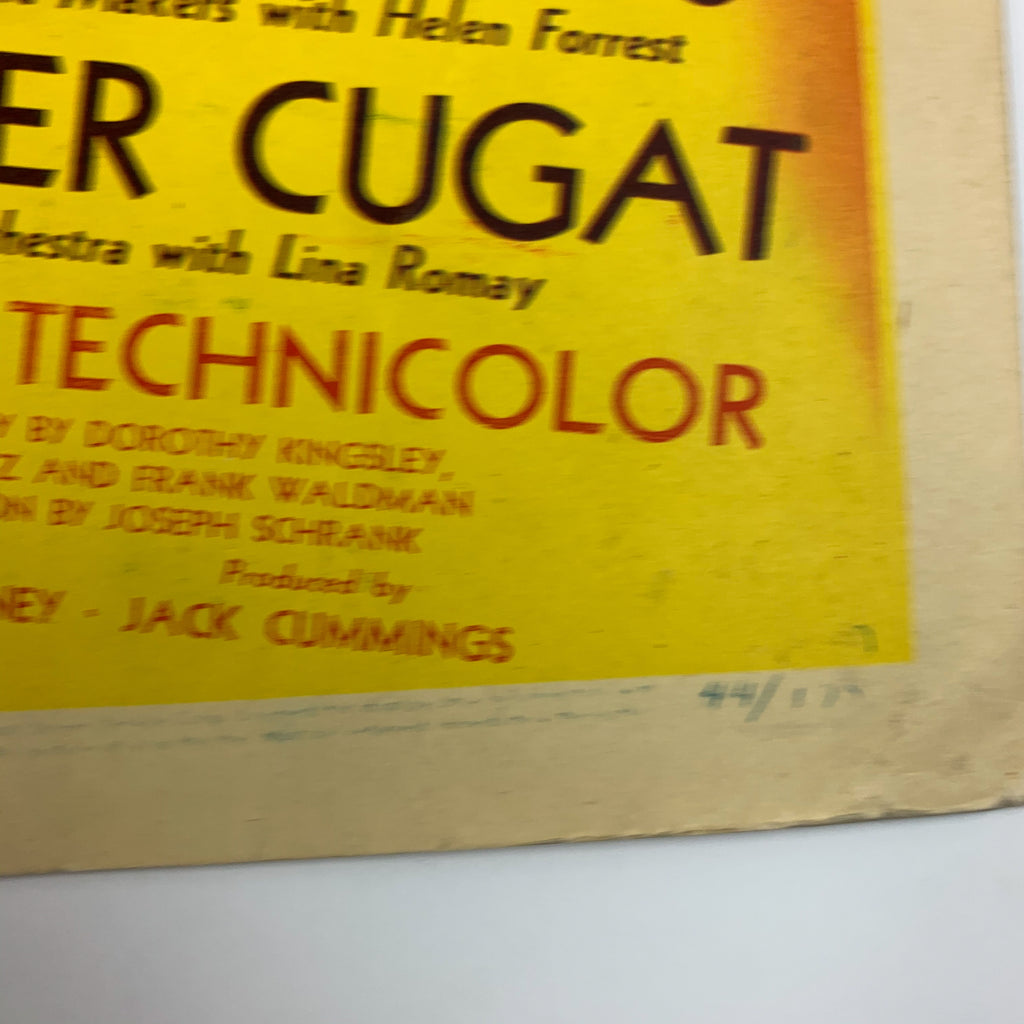 Makers with Helen Forrest
ER CUGAT
hestra with Lina Romay
TECHNICOLOR
Y BY DOROTHY KINGSLEY,
Z AND FRANK WALDMAN
ON BY JOSEPH SCHRANK
Produced by
NEY - JACK CUMMINGS
44/